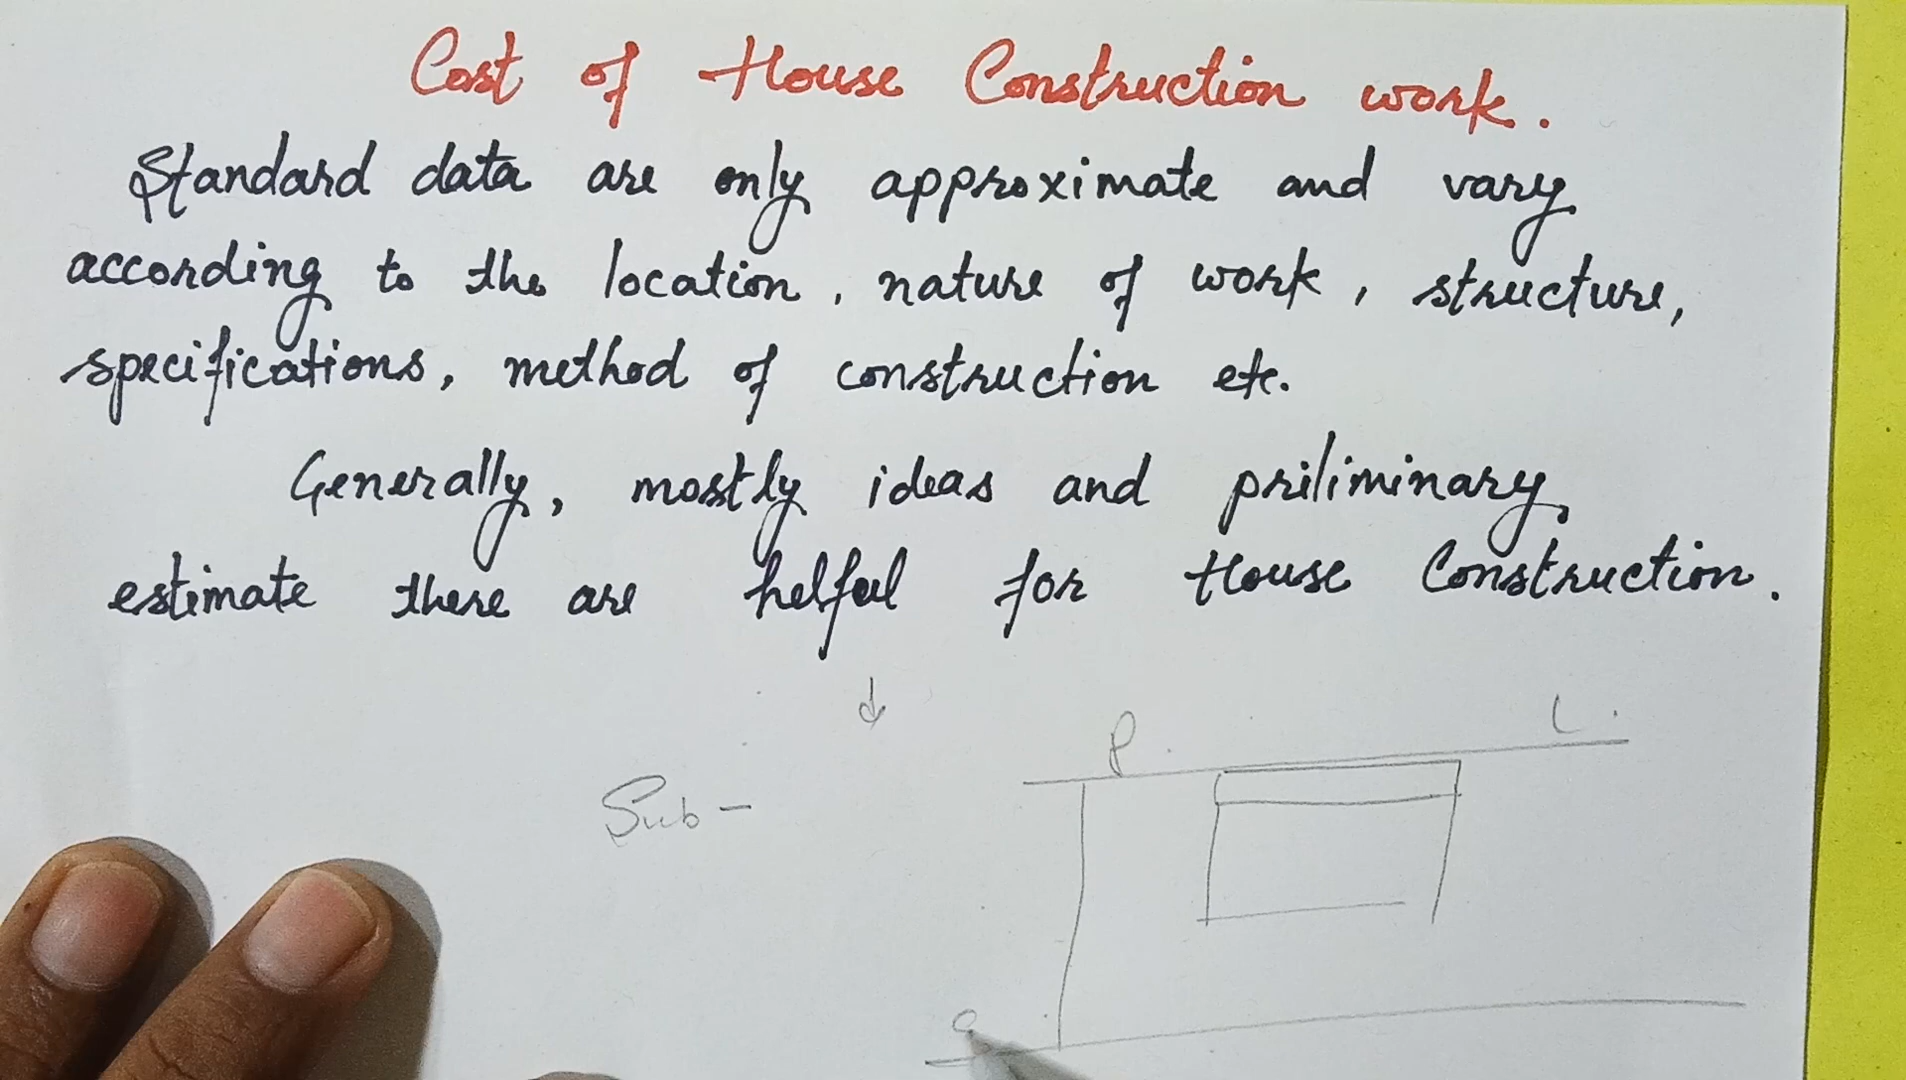 Cost of House Construction work.
Standard data are only approximate and vary
according to the location, nature of work, structure,
specifications, method of construction etc.
Generally, mostly ideas and priliminary
estimate there are helful for House Construction.
P. L.
Sub-